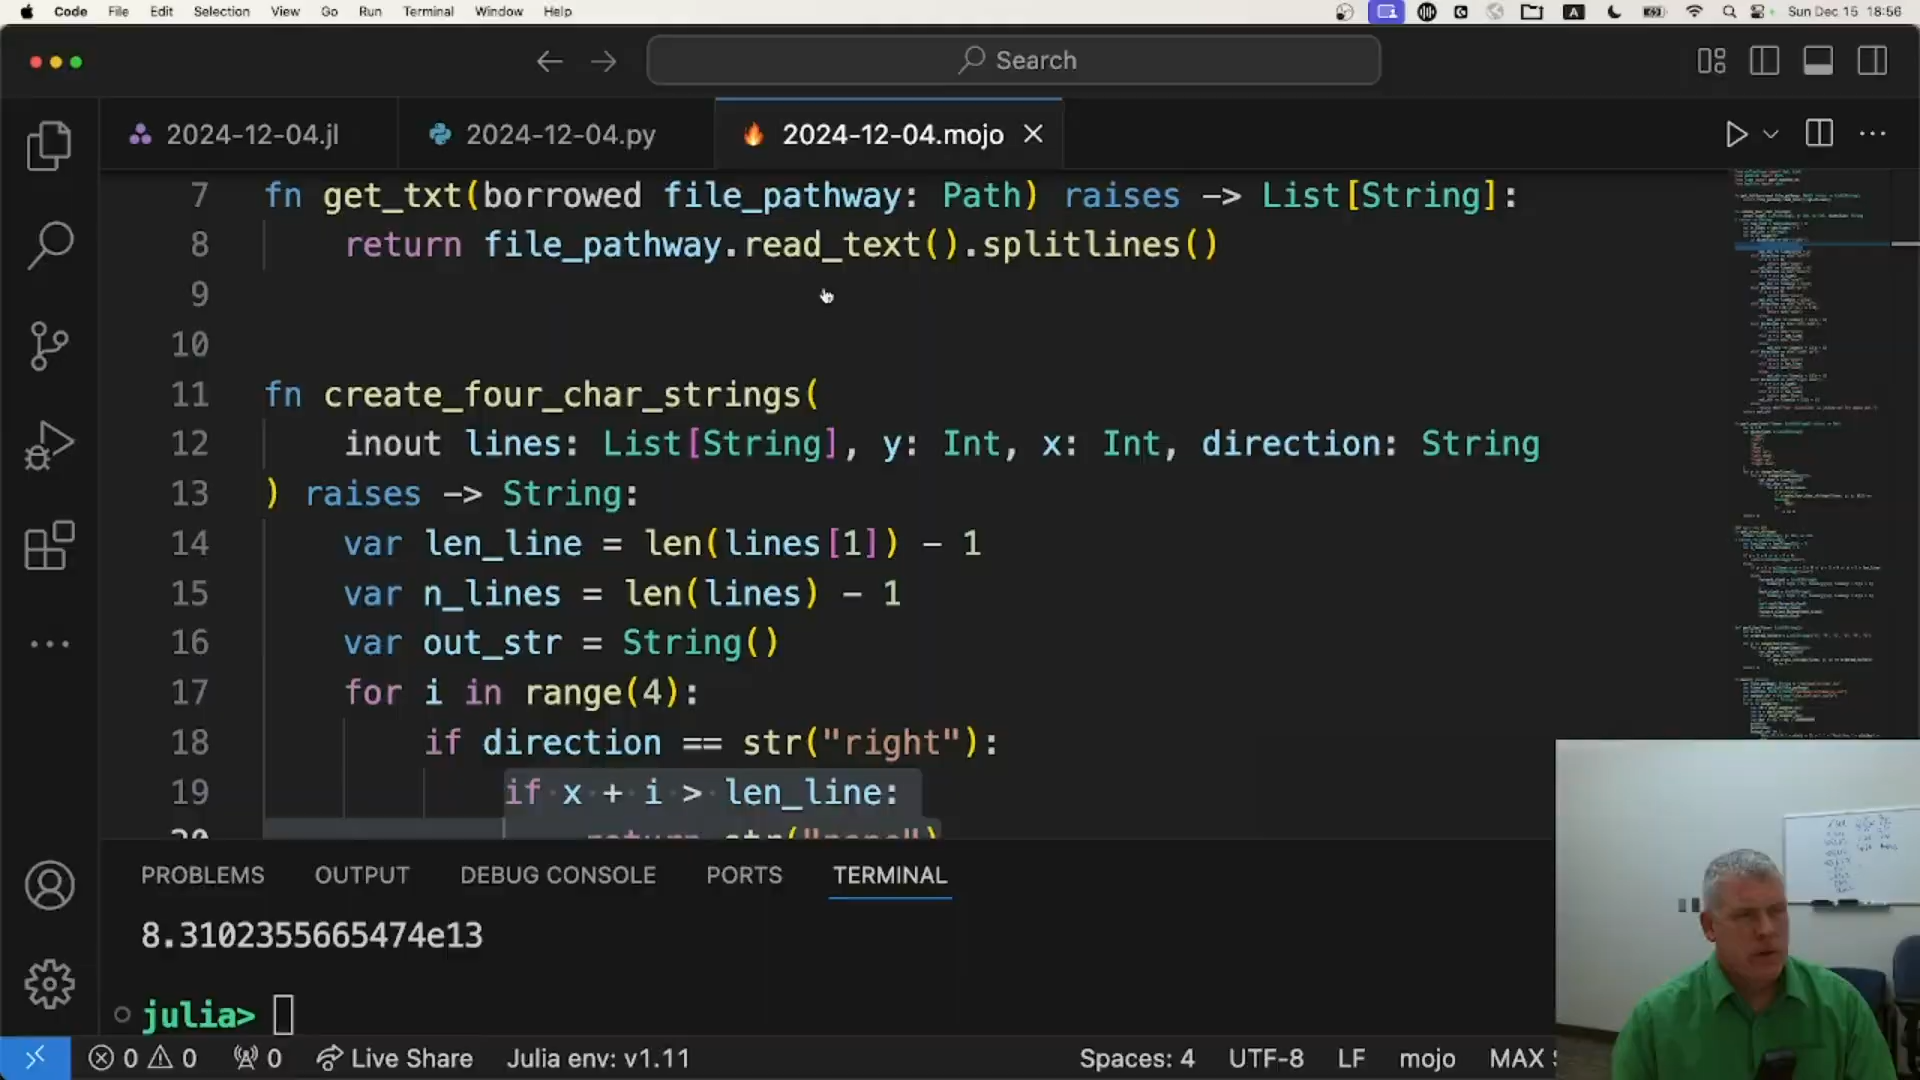 Code File Edit Selection View Go Run Terminal Window Help Sun Dec 15 18:56
Search
2024-12-04.jl 2024-12-04.py 2024-12-04.mojo
7 fn get_txt(borrowed file_pathway: Path) raises -> List[String]:
8 return file_pathway.read_text().splitlines()
9
10
11 fn create_four_char_strings(
12 inout lines: List[String], y: Int, x: Int, direction: String
13 ) raises -> String:
14 var len_line = len(lines[1]) - 1
15 var n_lines = len(lines) - 1
16 var out_str = String()
17 for i in range(4):
18 if direction == str("right"):
19 if x + i > len_line:
20 return str("nope")
PROBLEMS OUTPUT DEBUG CONSOLE PORTS TERMINAL
8.3102355665474e13
julia>
0 0 0 Live Share Julia env: v1.11 Spaces: 4 UTF-8 LF mojo MAX